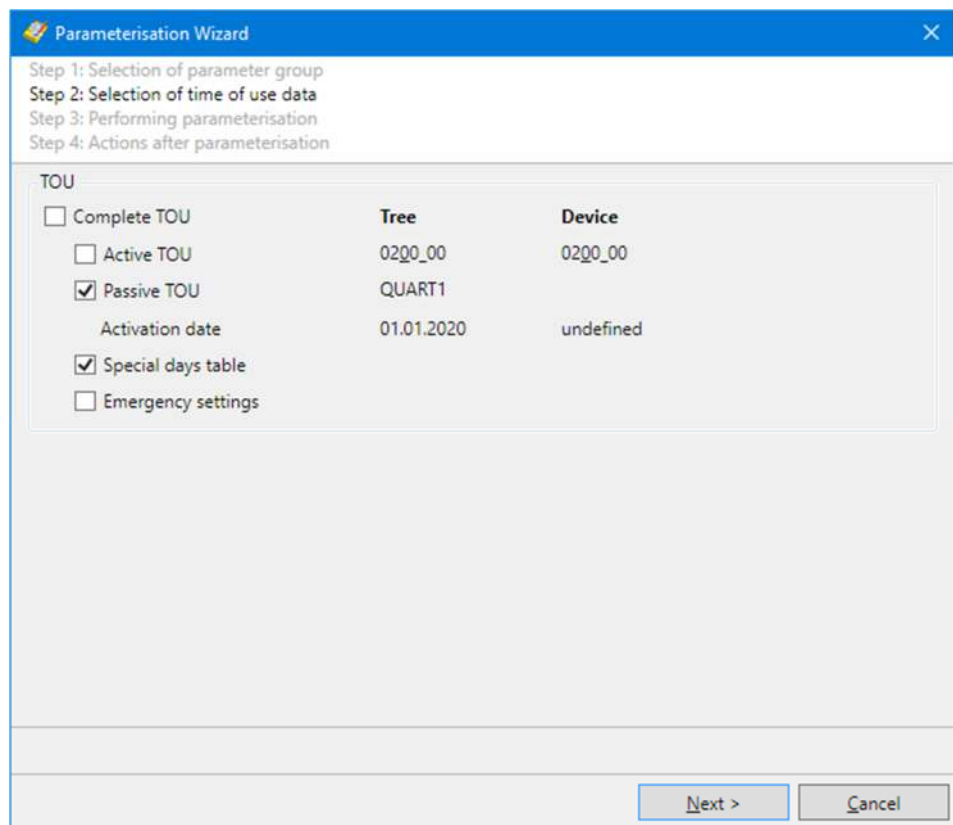 Parameterisation Wizard
Step 1: Selection of parameter group
Step 2: Selection of time of use data
Step 3: Performing parameterisation
Step 4: Actions after parameterisation
TOU
Complete TOU Tree Device
Active TOU 0200_00 0200_00
Passive TOU QUART1
Activation date 01.01.2020 undefined
Special days table
Emergency settings
Next > Cancel